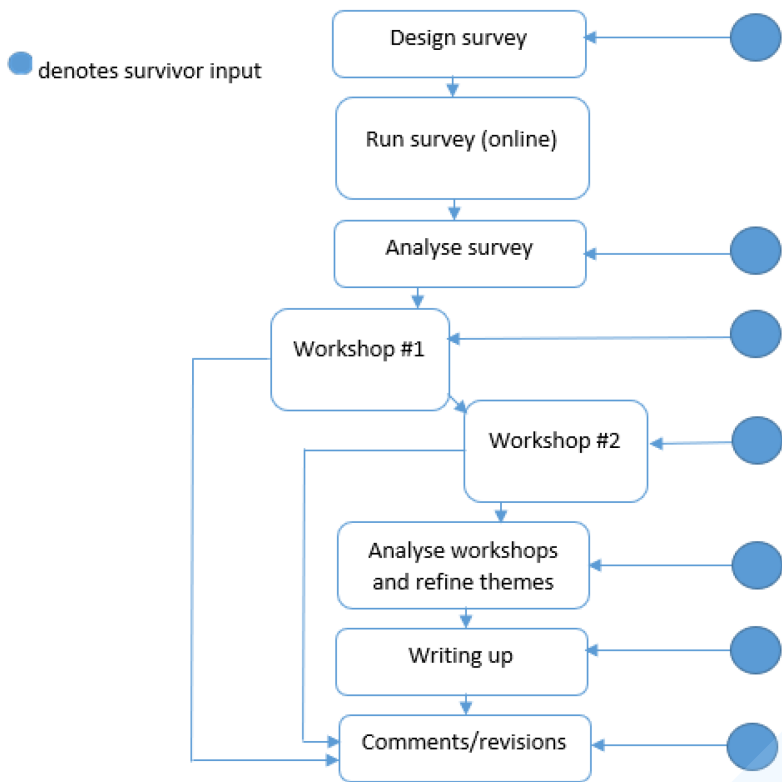 Design survey
denotes survivor input
Run survey (online)
Analyse survey
Workshop #1
Workshop #2
Analyse workshops
and refine themes
Writing up
Comments/revisions